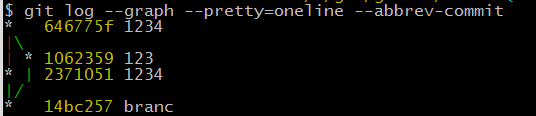 $ git log --graph --pretty=oneline --abbrev-commit
*   646775f 1234
|\
| * 1062359 123
* | 2371051 1234
|/
*   14bc257 branc